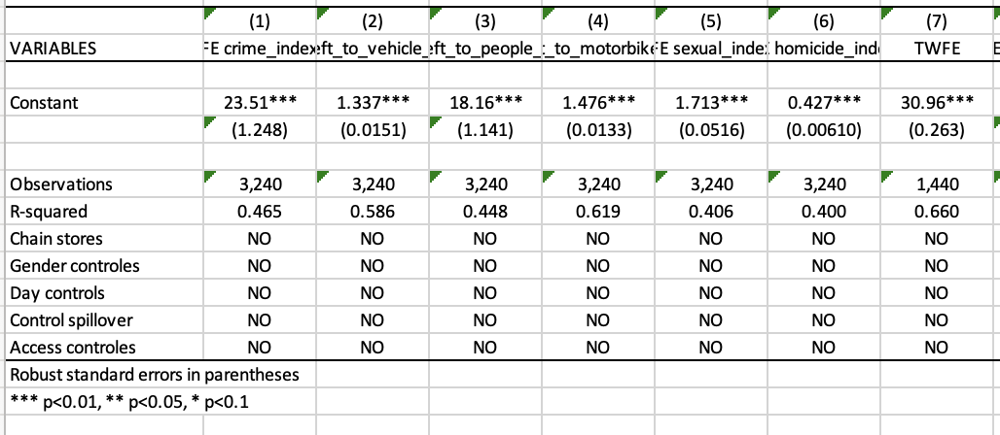 (1) (2) (3) (4) (5) (6) (7)
VARIABLES FE crime_index eft_to_vehicle_ eft_to_people_ _to_motorbike E sexual_inde homicide_ind TWFE E
Constant 23.51*** 1.337*** 18.16*** 1.476*** 1.713*** 0.427*** 30.96***
(1.248) (0.0151) (1.141) (0.0133) (0.0516) (0.00610) (0.263)
Observations 3,240 3,240 3,240 3,240 3,240 3,240 1,440
R-squared 0.465 0.586 0.448 0.619 0.406 0.400 0.660
Chain stores NO NO NO NO NO NO NO
Gender controles NO NO NO NO NO NO NO
Day controls NO NO NO NO NO NO NO
Control spillover NO NO NO NO NO NO NO
Access controles NO NO NO NO NO NO NO
Robust standard errors in parentheses
*** p<0.01, ** p<0.05, * p<0.1